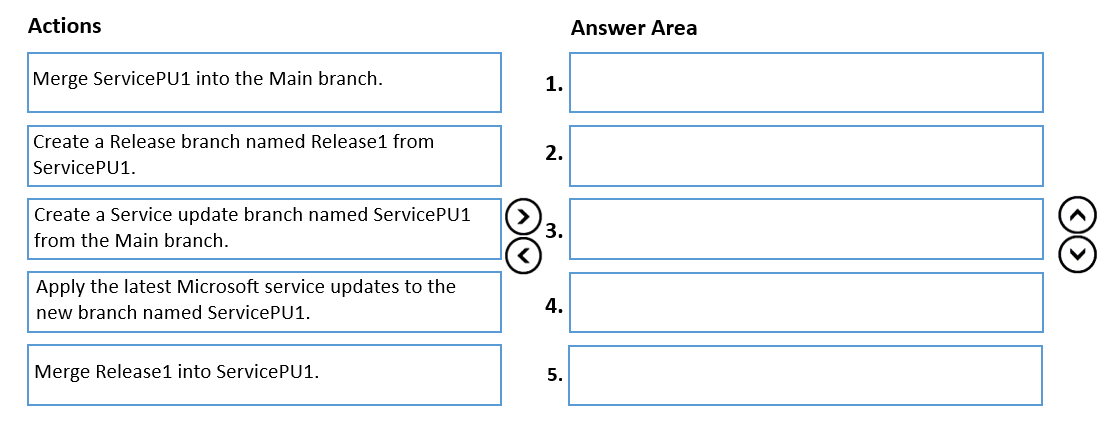 Actions
Answer Area
Merge ServicePU1 into the Main branch.
1.
Create a Release branch named Release1 from
ServicePU1.
2.
Create a Service update branch named ServicePU1
from the Main branch.
3.
Apply the latest Microsoft service updates to the
new branch named ServicePU1.
4.
Merge Release1 into ServicePU1.
5.